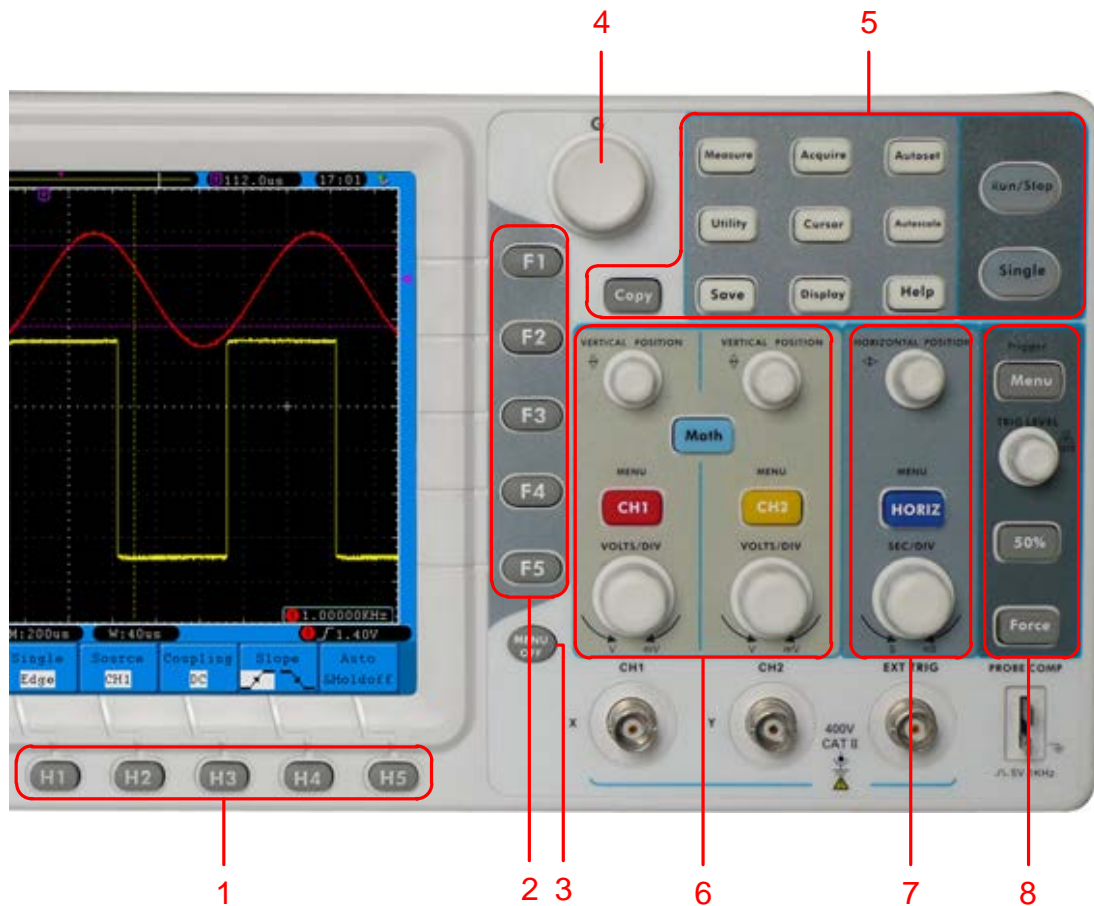 4
5
G
Measure
Acquire
Autoset
Run/Stop
112.0us
17:01
Utility
Cursor
Autoscale
F1
Single
Copy
Save
Display
Help
F2
VERTICAL POSITION
VERTICAL POSITION
HORIZONTAL POSITION
Trigger
Menu
F3
Math
TRIG LEVEL
MENU
MENU
MENU
F4
CH1
CH2
HORIZ
VOLTS/DIV
VOLTS/DIV
SEC/DIV
50%
F5
1.00000KHz
Force
M:200us
W:40us
1.40V
MENU
OFF
V
mV
V
mV
S
nS
Single
Source
Coupling
Slope
Auto
Edge
CH1
DC
&Holdoff
CH1
CH2
EXT TRIG
PROBE COMP
X
Y
400V
CAT II
5V 1KHz
H1
H2
H3
H4
H5
1
2
3
6
7
8